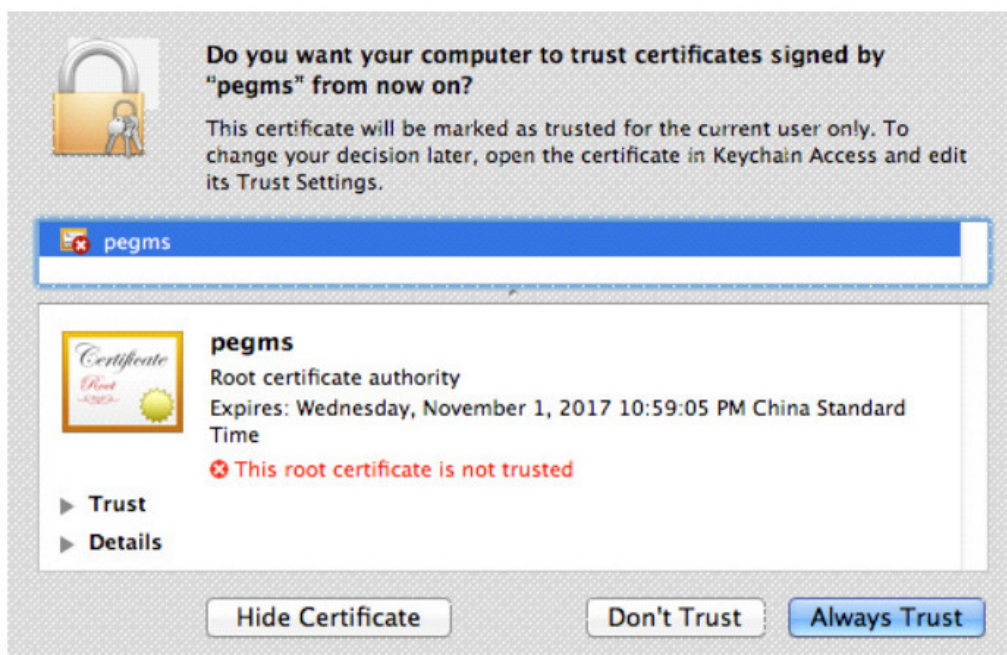 Do you want your computer to trust certificates signed by
“pegms” from now on?
This certificate will be marked as trusted for the current user only. To
change your decision later, open the certificate in Keychain Access and edit
its Trust Settings.
pegms
Certificate
Root
pegms
Root certificate authority
Expires: Wednesday, November 1, 2017 10:59:05 PM China Standard
Time
This root certificate is not trusted
Trust
Details
Hide Certificate
Don't Trust
Always Trust